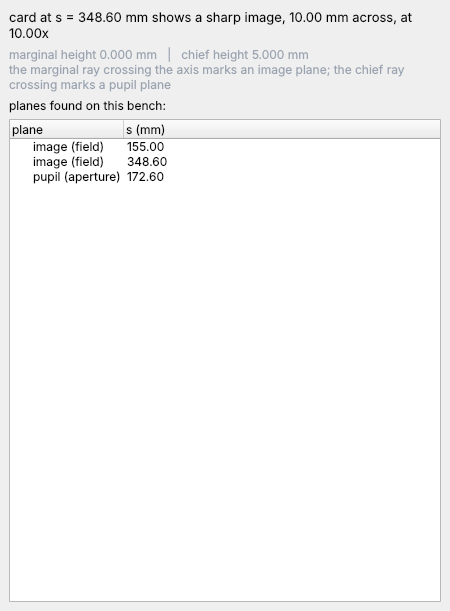 card at s = 348.60 mm shows a sharp image, 10.00 mm across, at
10.00x
marginal height 0.000 mm | chief height 5.000 mm
the marginal ray crossing the axis marks an image plane; the chief ray
crossing marks a pupil plane
planes found on this bench:
plane s (mm)
image (field) 155.00
image (field) 348.60
pupil (aperture) 172.60